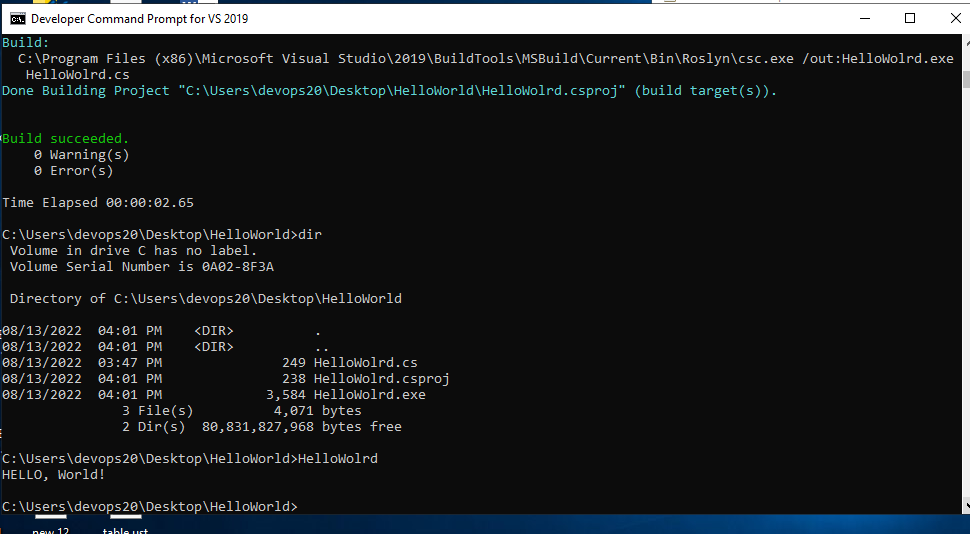 Developer Command Prompt for VS 2019
Build:
  C:\Program Files (x86)\Microsoft Visual Studio\2019\BuildTools\MSBuild\Current\Bin\Roslyn\csc.exe /out:HelloWolrd.exe
   HelloWolrd.cs
Done Building Project "C:\Users\devops20\Desktop\HelloWorld\HelloWolrd.csproj" (build target(s)).
Build succeeded.
    0 Warning(s)
    0 Error(s)
Time Elapsed 00:00:02.65
C:\Users\devops20\Desktop\HelloWorld>dir
 Volume in drive C has no label.
 Volume Serial Number is 0A02-8F3A
 Directory of C:\Users\devops20\Desktop\HelloWorld
08/13/2022  04:01 PM    <DIR>          .
08/13/2022  04:01 PM    <DIR>          ..
08/13/2022  03:47 PM               249 HelloWolrd.cs
08/13/2022  04:01 PM               238 HelloWolrd.csproj
08/13/2022  04:01 PM             3,584 HelloWolrd.exe
               3 File(s)          4,071 bytes
               2 Dir(s)  80,831,827,968 bytes free
C:\Users\devops20\Desktop\HelloWorld>HelloWolrd
HELLO, World!
C:\Users\devops20\Desktop\HelloWorld>
new 12 table ust